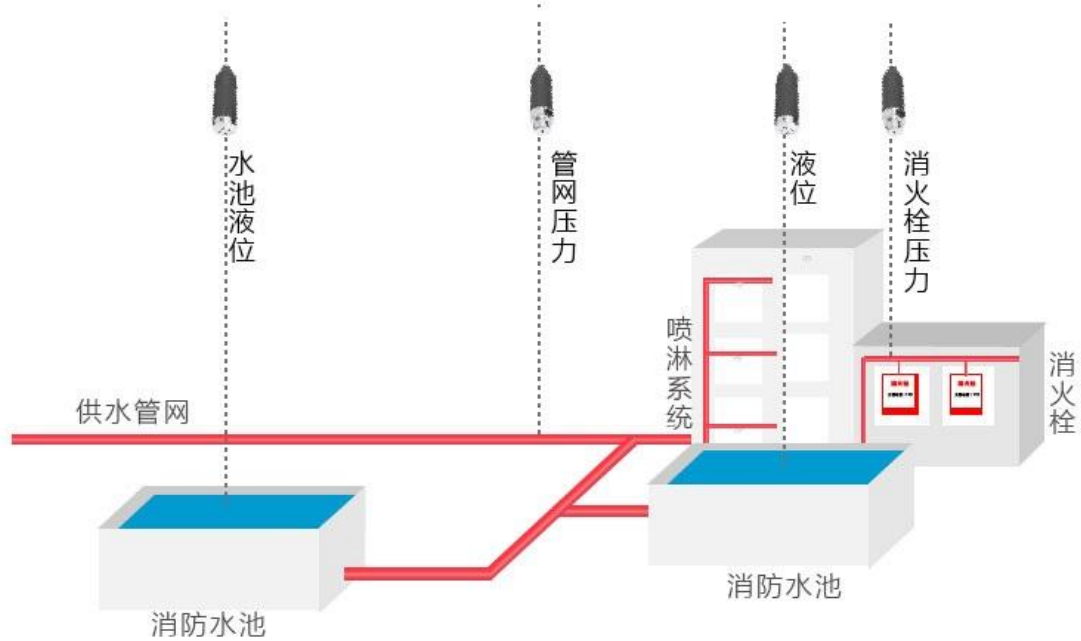 水池液位
管网压力
液位
消火栓压力
喷淋系统
消火栓
供水管网
消防水池
消防水池